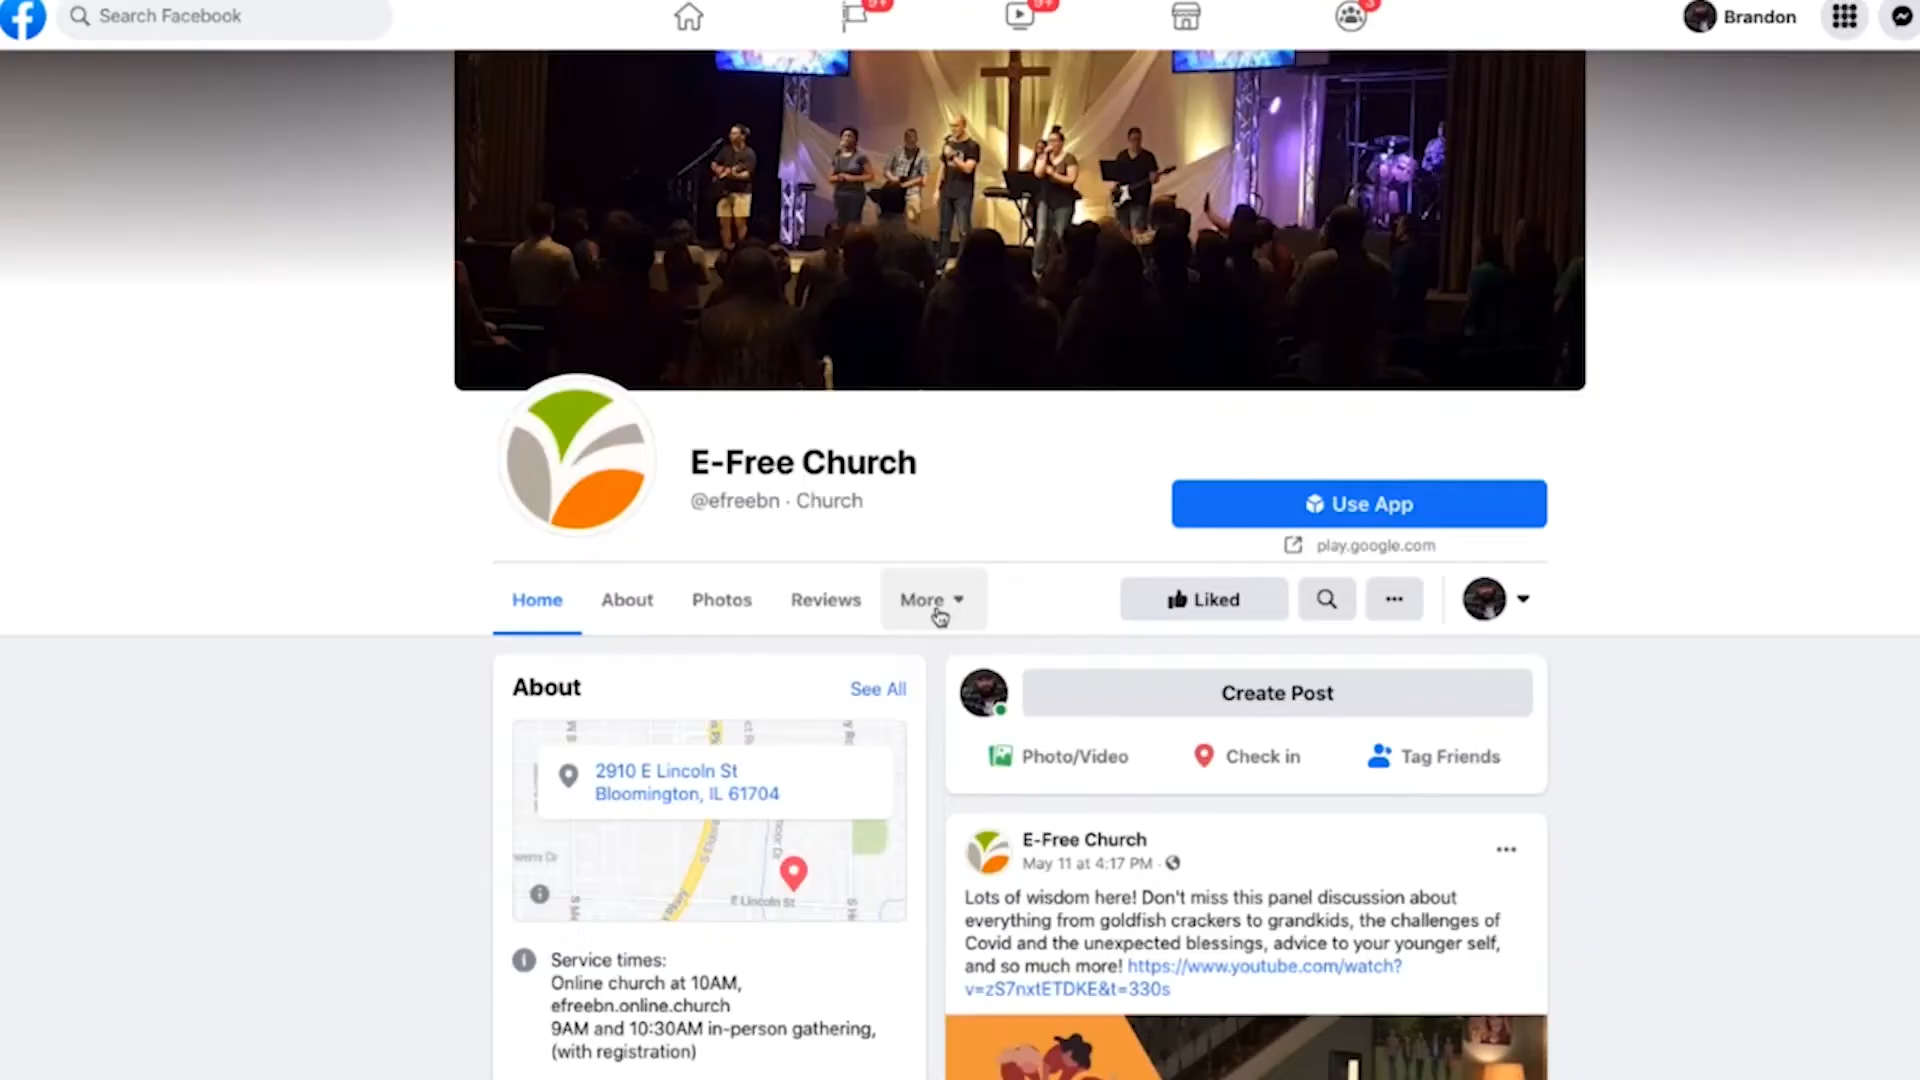 Search Facebook
9+
9+
3
Brandon
E-Free Church
@efreebn · Church
Use App
play.google.com
Home
About
Photos
Reviews
More
Liked
About
See All
2910 E Lincoln St
Bloomington, IL 61704
E Lincoln St
Service times:
Online church at 10AM,
efreebn.online.church
9AM and 10:30AM in-person gathering,
(with registration)
Create Post
Photo/Video
Check in
Tag Friends
E-Free Church
May 11 at 4:17 PM ·
Lots of wisdom here! Don't miss this panel discussion about
everything from goldfish crackers to grandkids, the challenges of
Covid and the unexpected blessings, advice to your younger self,
and so much more! https://www.youtube.com/watch?
v=zS7nxtETDKE&t=330s